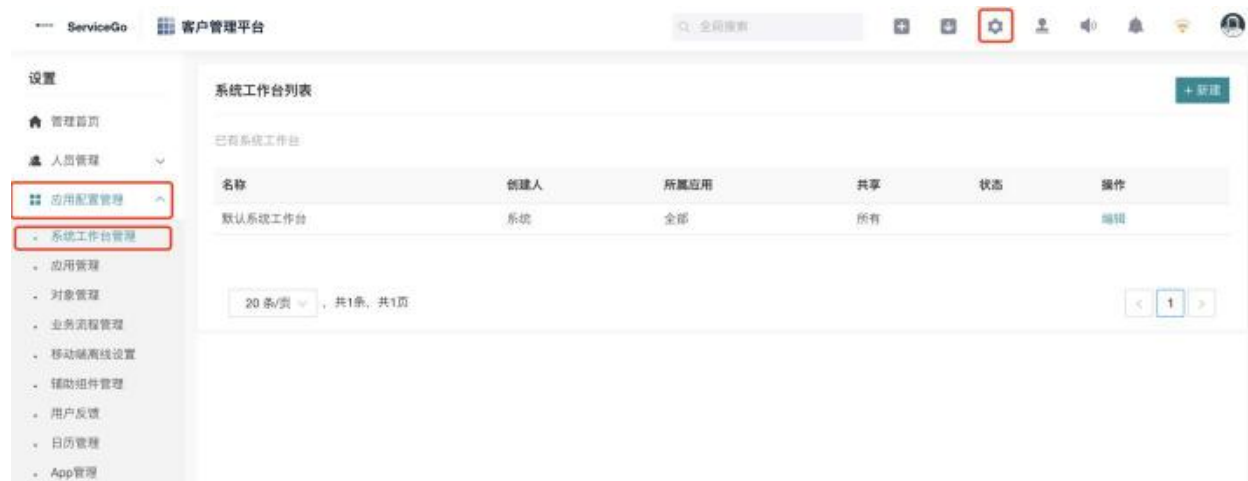 ServiceGo 客户管理平台 全局搜索
设置
管理首页
人员管理
应用配置管理
系统工作台管理
应用管理
对象管理
业务流程管理
移动端离线设置
辅助组件管理
用户反馈
日历管理
App管理
系统工作台列表 + 新建
已有系统工作台
名称 创建人 所属应用 共享 状态 操作
默认系统工作台 系统 全部 所有 编辑
20 条/页 ，共1条、共1页 < 1 >